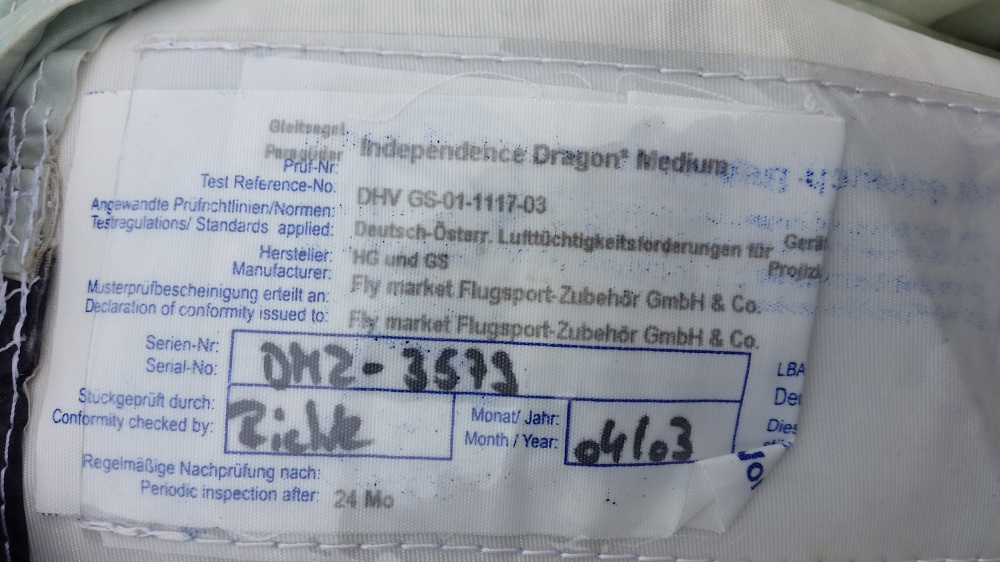 Gleitsegel
Paraglider Independence Dragon* Medium
Prüf-Nr:
Test Reference-No. DHV GS-01-1117-03
Angewandte Prüfrichtlinien/Normen:
Testregulations/ Standards applied: Deutsch-Österr. Lufttüchtigkeitsforderungen für
Hersteller: HG und GS
Manufacturer: Fly market Flugsport-Zubehör GmbH & Co.
Musterprüfbescheinigung erteilt an:
Declaration of conformity issued to: Fly market Flugsport-Zubehör GmbH & Co.
Serien-Nr:
Serial-No: DM2-3579
Stückgeprüft durch:
Conformity checked by:
Monat/ Jahr:
Month / Year: 04/03
Regelmäßige Nachprüfung nach:
Periodic inspection after: 24 Mo
LBA